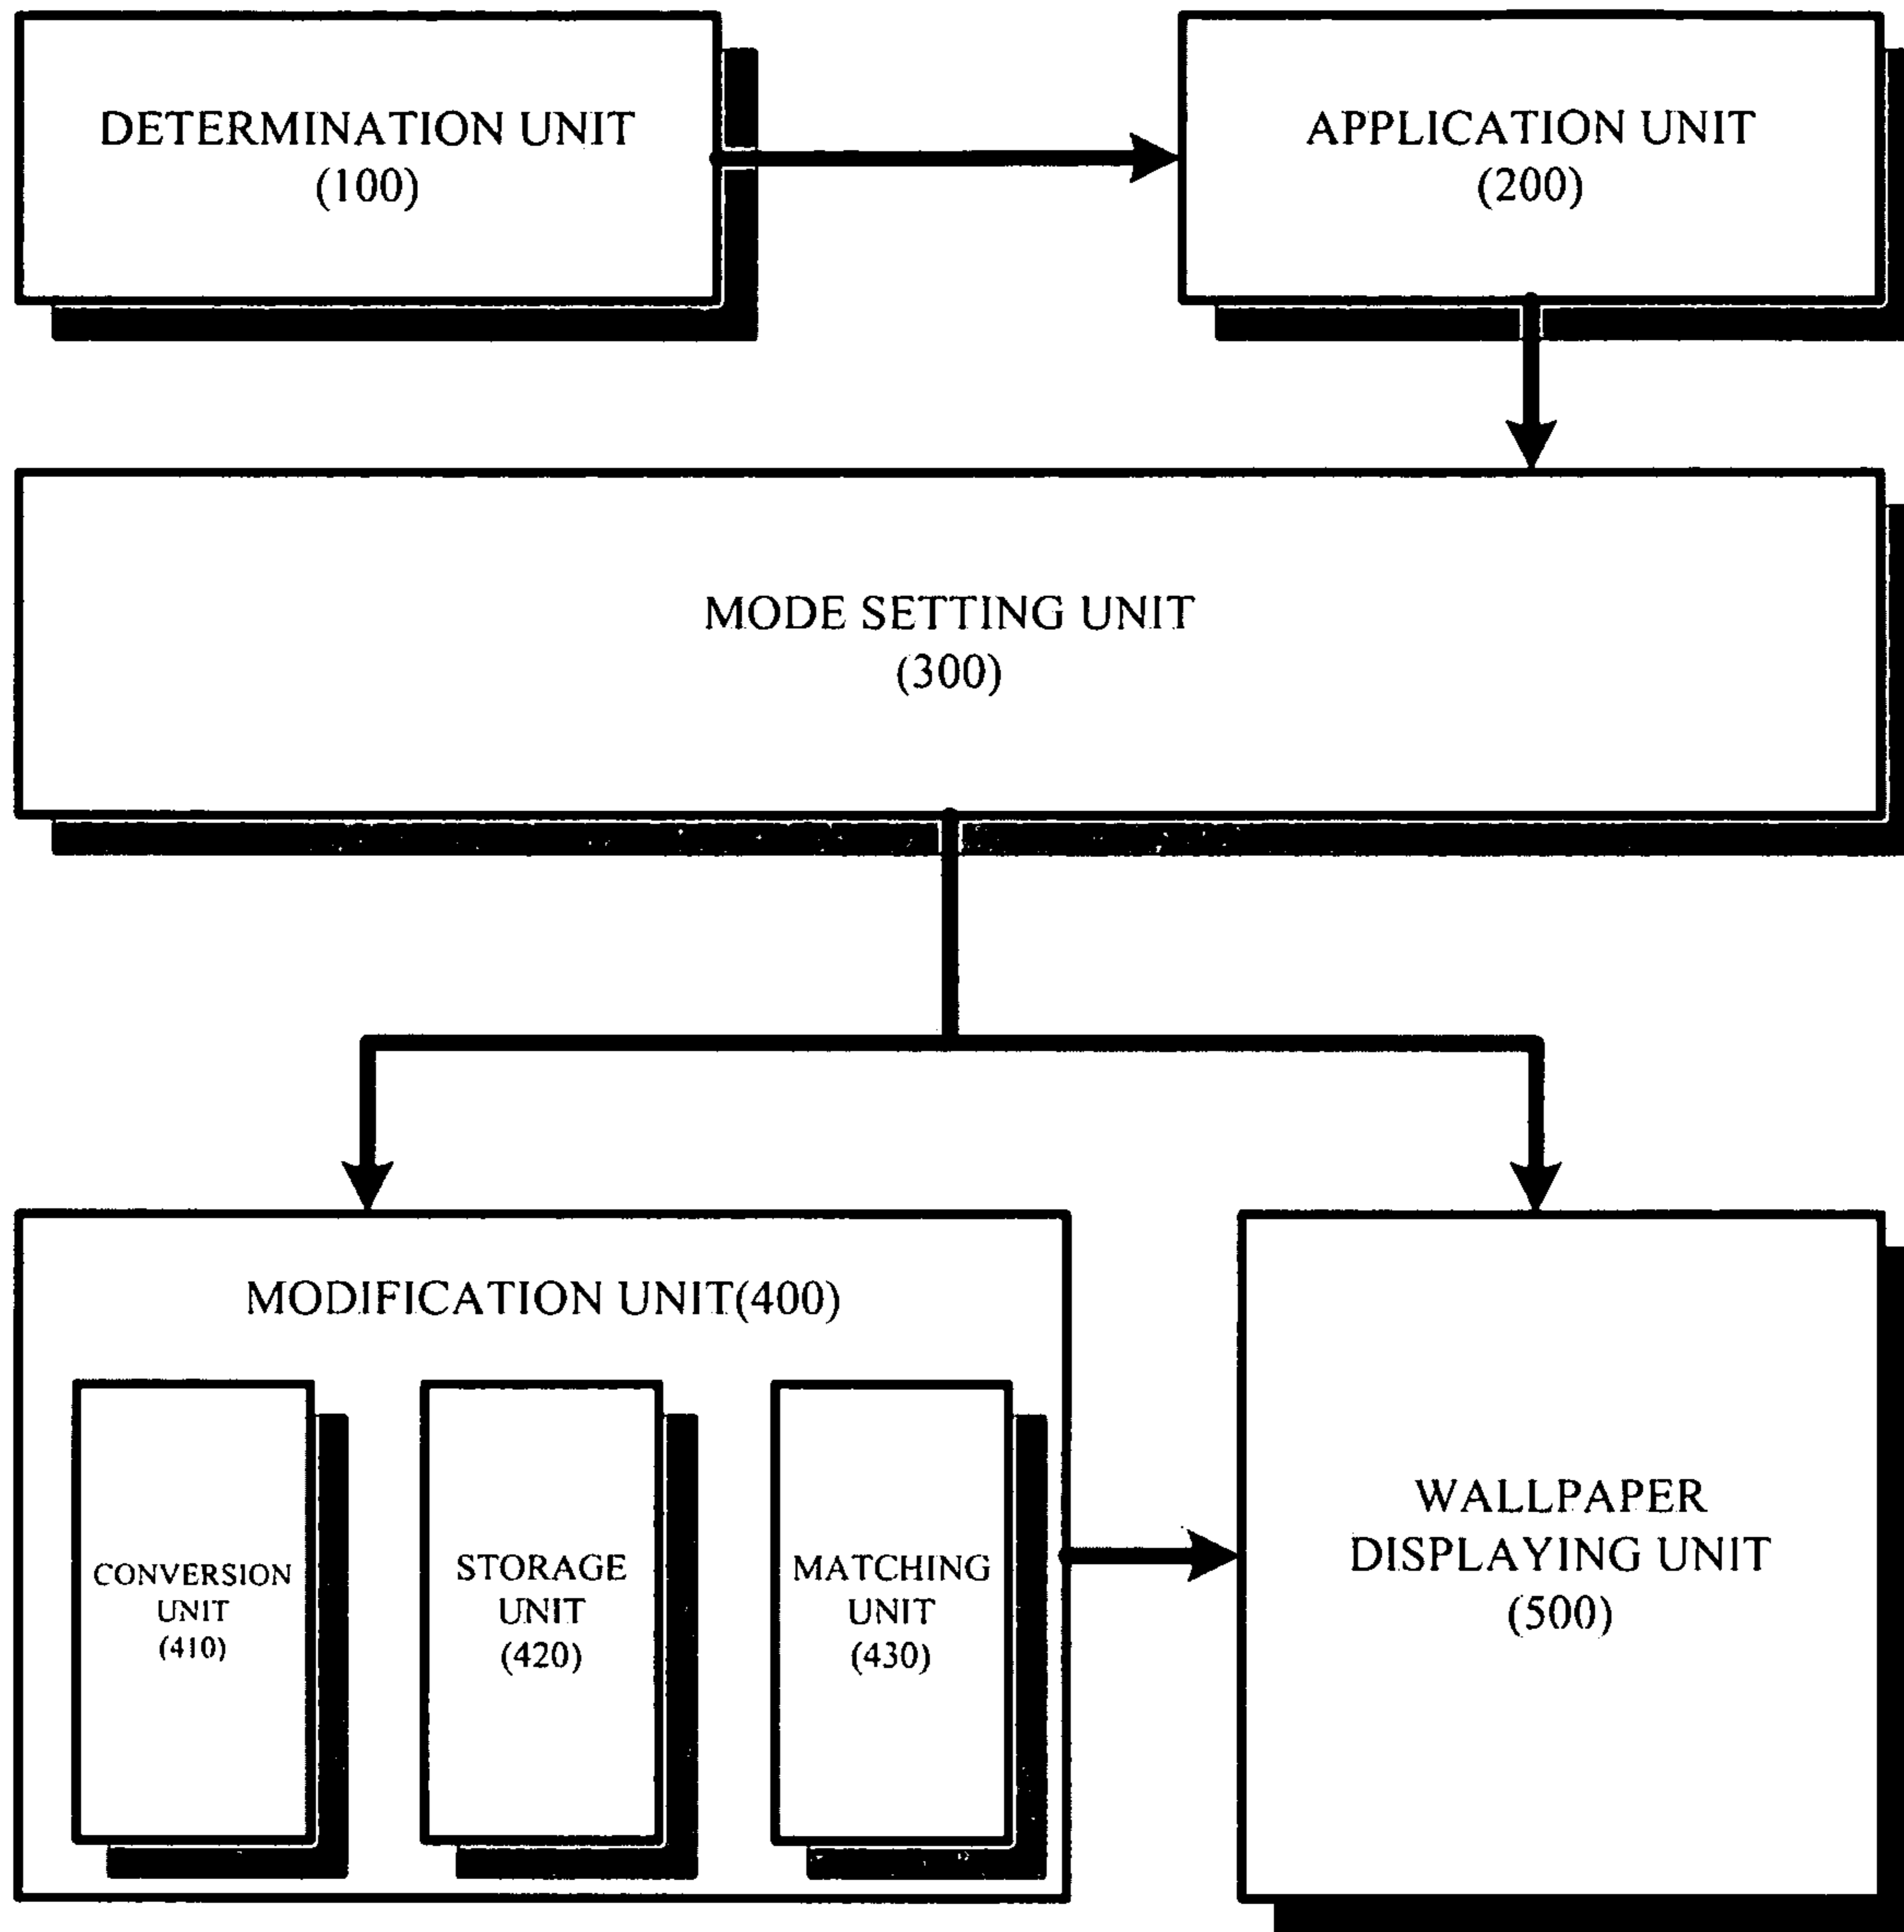 DETERMINATION UNIT
(100)
APPLICATION UNIT
(200)
MODE SETTING UNIT
(300)
MODIFICATION UNIT(400)
CONVERSION
UNIT
(410)
STORAGE
UNIT
(420)
MATCHING
UNIT
(430)
WALLPAPER
DISPLAYING UNIT
(500)